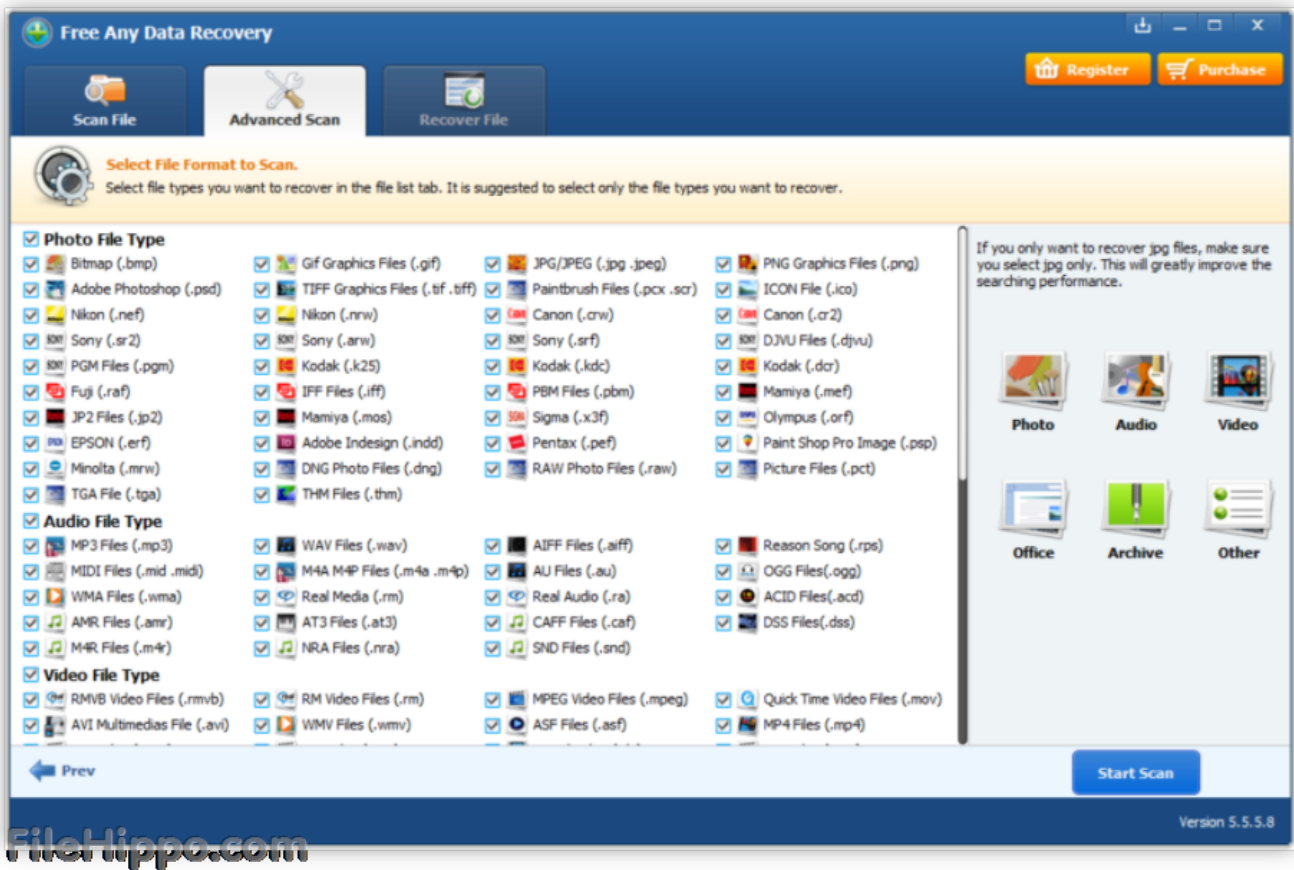 Free Any Data Recovery
Register
Purchase
Scan File
Advanced Scan
Recover File
Select File Format to Scan.
Select file types you want to recover in the file list tab. It is suggested to select only the file types you want to recover.
Photo File Type
Bitmap (.bmp) Gif Graphics Files (.gif) JPG/JPEG (.jpg .jpeg) PNG Graphics Files (.png)
Adobe Photoshop (.psd) TIFF Graphics Files (.tif .tiff) Paintbrush Files (.pcx .scr) ICON File (.ico)
Nikon (.nef) Nikon (.nrw) Canon (.crw) Canon (.cr2)
Sony (.sr2) Sony (.arw) Sony (.srf) DJVU Files (.djvu)
PGM Files (.pgm) Kodak (.k25) Kodak (.kdc) Kodak (.dcr)
Fuji (.raf) IFF Files (.iff) PBM Files (.pbm) Mamiya (.mef)
JP2 Files (.jp2) Mamiya (.mos) Sigma (.x3f) Olympus (.orf)
EPSON (.erf) Adobe Indesign (.indd) Pentax (.pef) Paint Shop Pro Image (.psp)
Minolta (.mrw) DNG Photo Files (.dng) RAW Photo Files (.raw) Picture Files (.pct)
TGA File (.tga) THM Files (.thm)
Audio File Type
MP3 Files (.mp3) WAV Files (.wav) AIFF Files (.aiff) Reason Song (.rps)
MIDI Files (.mid .midi) M4A M4P Files (.m4a .m4p) AU Files (.au) OGG Files(.ogg)
WMA Files (.wma) Real Media (.rm) Real Audio (.ra) ACID Files(.acd)
AMR Files (.amr) AT3 Files (.at3) CAFF Files (.caf) DSS Files(.dss)
M4R Files (.m4r) NRA Files (.nra) SND Files (.snd)
Video File Type
RMVB Video Files (.rmvb) RM Video Files (.rm) MPEG Video Files (.mpeg) Quick Time Video Files (.mov)
AVI Multimedias File (.avi) WMV Files (.wmv) ASF Files (.asf) MP4 Files (.mp4)
If you only want to recover jpg files, make sure
you select jpg only. This will greatly improve the
searching performance.
Photo Audio Video
Office Archive Other
Prev
Start Scan
Version 5.5.5.8
FileHippo.com